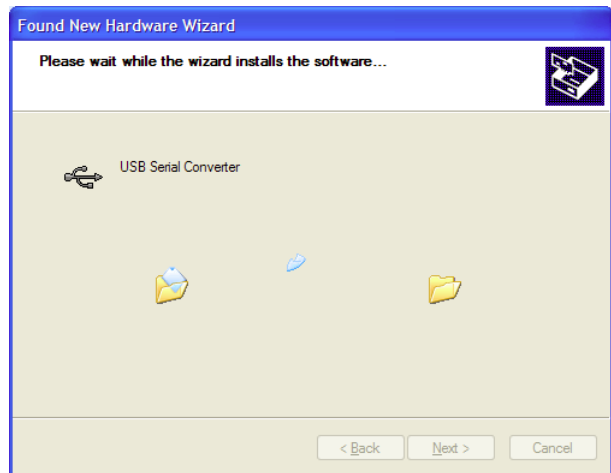 Found New Hardware Wizard
Please wait while the wizard installs the software...
USB Serial Converter
< Back
Next >
Cancel